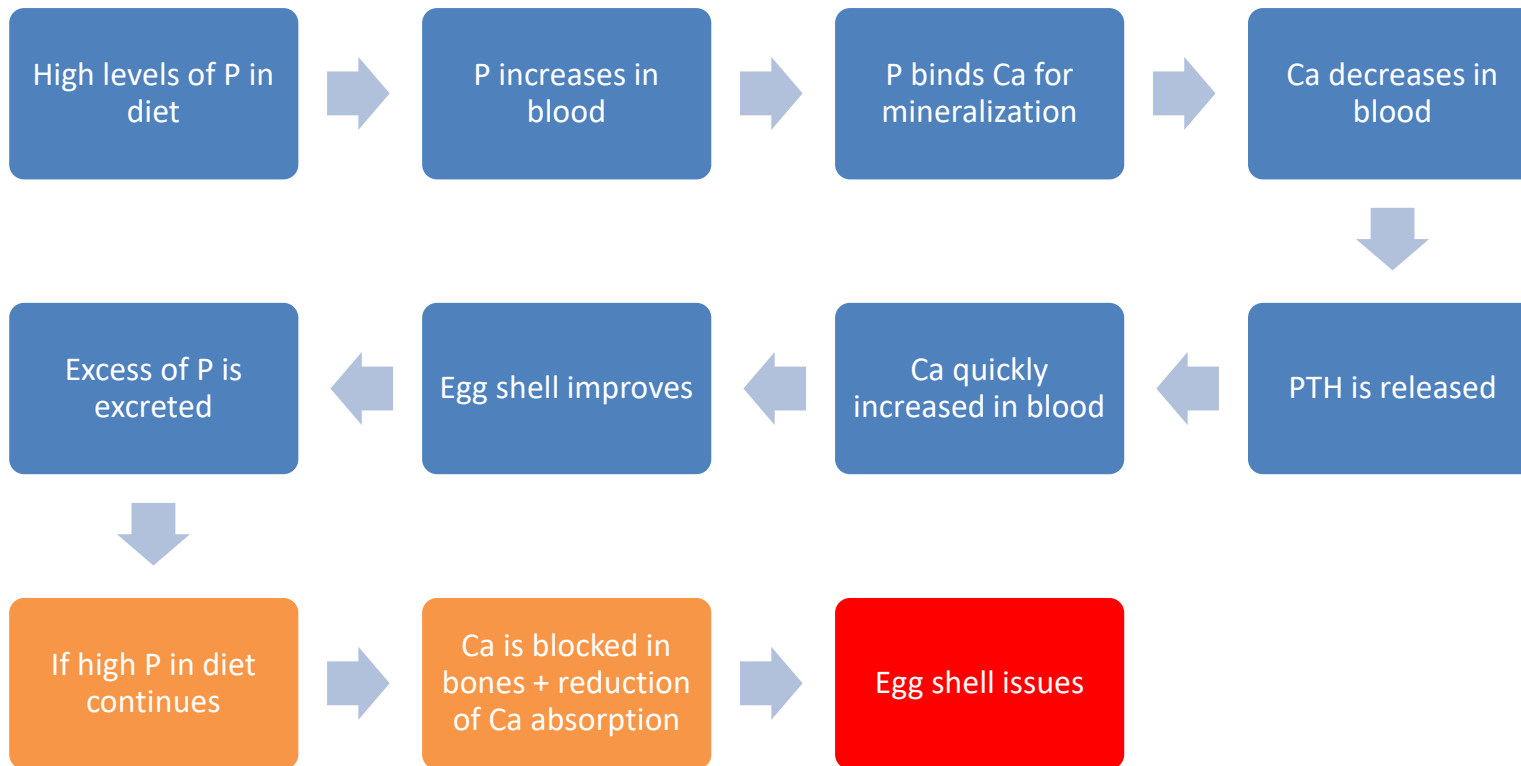 High levels of P in
diet
P increases in
blood
P binds Ca for
mineralization
Ca decreases in
blood
PTH is released
Ca quickly
increased in blood
Egg shell improves
Excess of P is
excreted
If high P in diet
continues
Ca is blocked in
bones + reduction
of Ca absorption
Egg shell issues